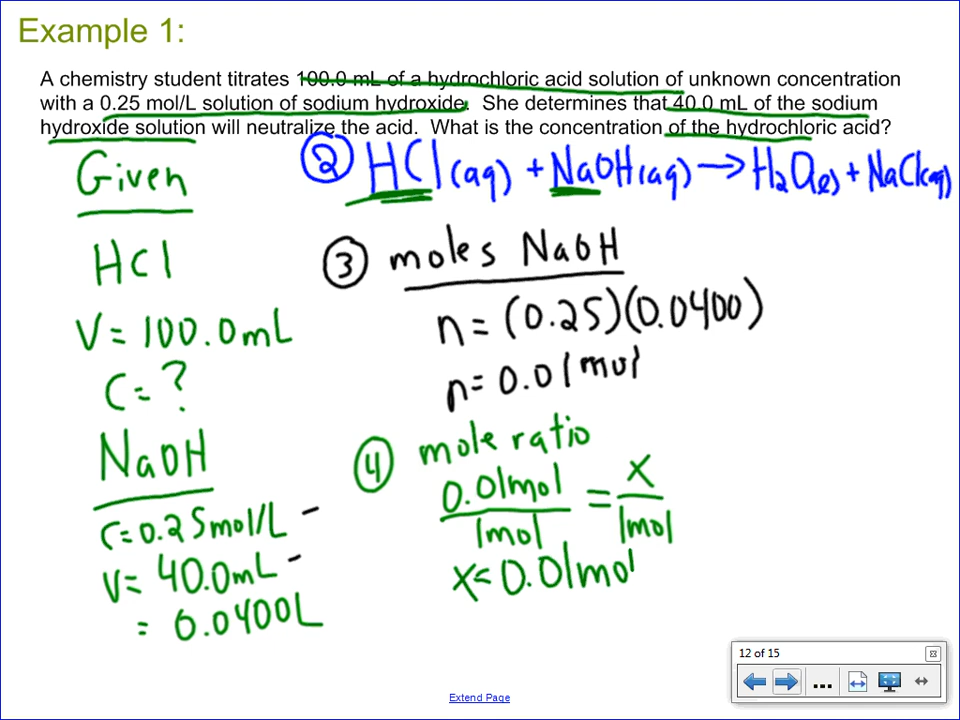 Example 1:
A chemistry student titrates 100.0 mL of a hydrochloric acid solution of unknown concentration
with a 0.25 mol/L solution of sodium hydroxide. She determines that 40.0 mL of the sodium
hydroxide solution will neutralize the acid. What is the concentration of the hydrochloric acid?
Given
HCl
V = 100.0mL
C = ?
NaOH
C=0.25mol/L
V= 40.0mL
= 0.0400L
② HCl(aq) + NaOH(aq) → H₂O(l) + NaCl(aq)
③ moles NaOH
n = (0.25)(0.0400)
n= 0.01mol
④ mole ratio
0.01mol / 1mol = x / 1mol
x= 0.01mol
12 of 15
...
Extend Page